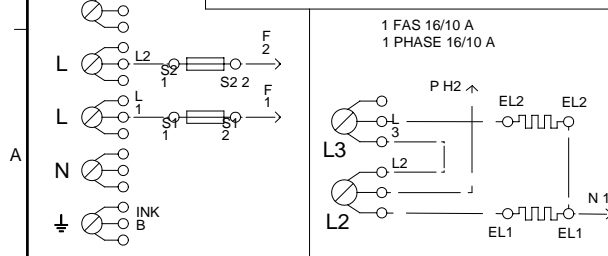 1 FAS 16/10 A
1 PHASE 16/10 A
L
L2
S2
1
S2 2
F
2
L
L
1
S1
1
S1
2
F
1
A
N
INK
B
P H2
EL2
EL2
L
3
L3
L2
L2
N 1
EL1
EL1